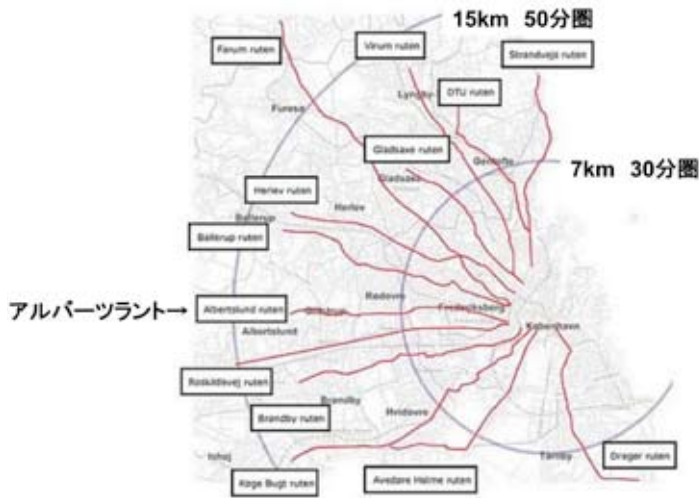 15km 50分圏
Farum ruten
Virum ruten
Strandvejs ruten
Lyngby
DTU ruten
Furesø
Gladsaxe ruten
Gentofte
7km 30分圏
Gladsaxe
Herlev ruten
Herlev
Ballerup
Ballerup ruten
アルバーツラント→
Albertslund ruten
Glostrup
Rødovre
Frederiksberg
Albertslund
København
Roskildevej ruten
Brøndby
Brøndby ruten
Hvidovre
Ishøj
Køge Bugt ruten
Avedøre Holme ruten
Tårnby
Dragør ruten